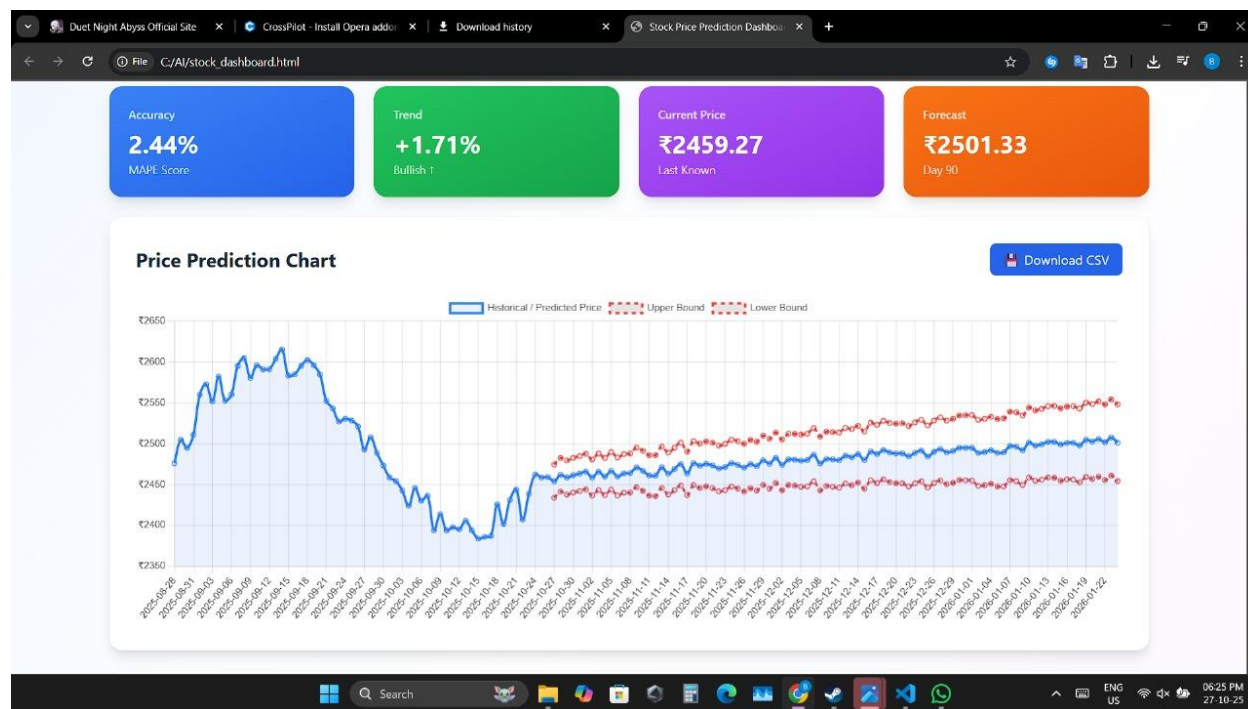 Duet Night Abyss Official Site
CrossPilot - Install Opera addor
Download history
Stock Price Prediction Dashboa
File C:/AI/stock_dashboard.html
B
Accuracy
2.44%
MAPE Score
Trend
+1.71%
Bullish ↑
Current Price
₹2459.27
Last Known
Forecast
₹2501.33
Day 90
Price Prediction Chart
💾 Download CSV
Historical / Predicted Price Upper Bound Lower Bound
₹2650
₹2600
₹2550
₹2500
₹2450
₹2400
₹2350
2025-08-28
2025-08-31
2025-09-03
2025-09-06
2025-09-09
2025-09-12
2025-09-15
2025-09-18
2025-09-21
2025-09-24
2025-09-27
2025-09-30
2025-10-03
2025-10-06
2025-10-09
2025-10-12
2025-10-15
2025-10-18
2025-10-21
2025-10-24
2025-10-27
2025-10-30
2025-11-02
2025-11-05
2025-11-08
2025-11-11
2025-11-14
2025-11-17
2025-11-20
2025-11-23
2025-11-26
2025-11-29
2025-12-02
2025-12-05
2025-12-08
2025-12-11
2025-12-14
2025-12-17
2025-12-20
2025-12-23
2025-12-26
2025-12-29
2026-01-01
2026-01-04
2026-01-07
2026-01-10
2026-01-13
2026-01-16
2026-01-19
2026-01-22
Search
ENG
US
06:25 PM
27-10-25